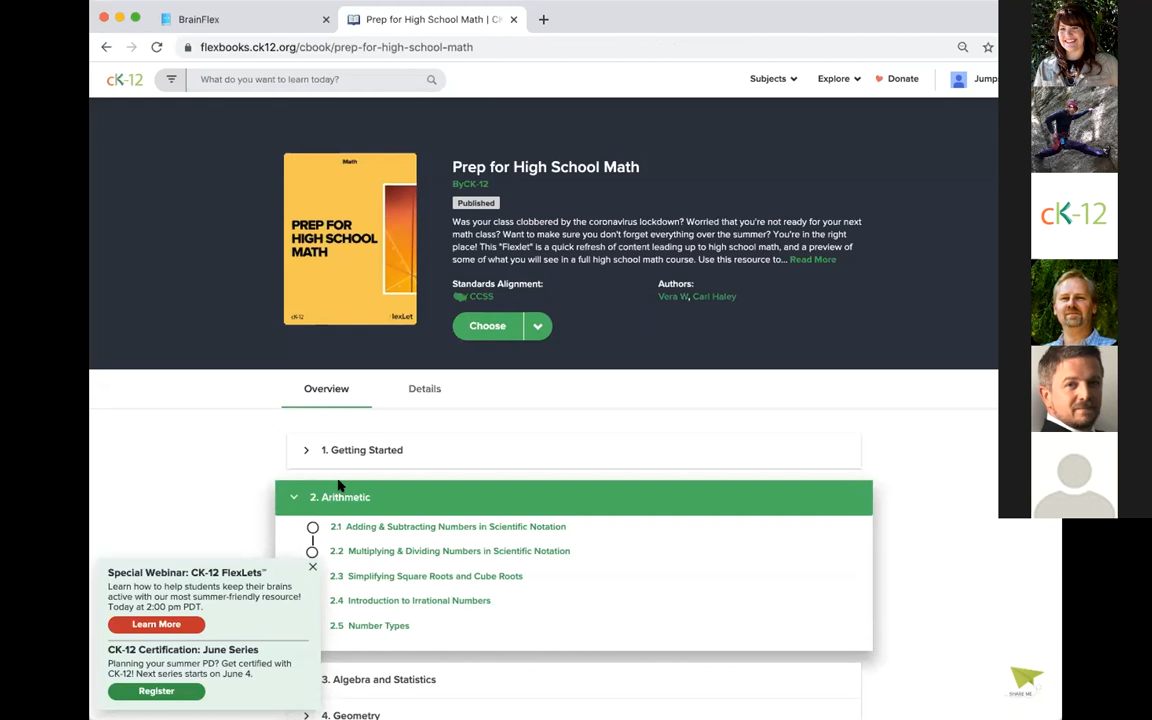 BrainFlex
Prep for High School Math | CK
flexbooks.ck12.org/cbook/prep-for-high-school-math
cK-12
What do you want to learn today?
Subjects
Explore
Donate
Jump
Math
PREP FOR
HIGH SCHOOL
MATH
cK-12
FlexLet
Prep for High School Math
ByCK-12
Published
Was your class clobbered by the coronavirus lockdown? Worried that you're not ready for your next
math class? Want to make sure you don't forget everything over the summer? You're in the right
place! This "Flexlet" is a quick refresh of content leading up to high school math, and a preview of
some of what you will see in a full high school math course. Use this resource to... Read More
Standards Alignment:
CCSS
Authors:
Vera W, Carl Haley
Choose
Overview
Details
1. Getting Started
2. Arithmetic
2.1 Adding & Subtracting Numbers in Scientific Notation
2.2 Multiplying & Dividing Numbers in Scientific Notation
2.3 Simplifying Square Roots and Cube Roots
2.4 Introduction to Irrational Numbers
2.5 Number Types
3. Algebra and Statistics
4. Geometry
Special Webinar: CK-12 FlexLets™
Learn how to help students keep their brains
active with our most summer-friendly resource!
Today at 2:00 pm PDT.
Learn More
CK-12 Certification: June Series
Planning your summer PD? Get certified with
CK-12! Next series starts on June 4.
Register
cK-12
SHARE ME